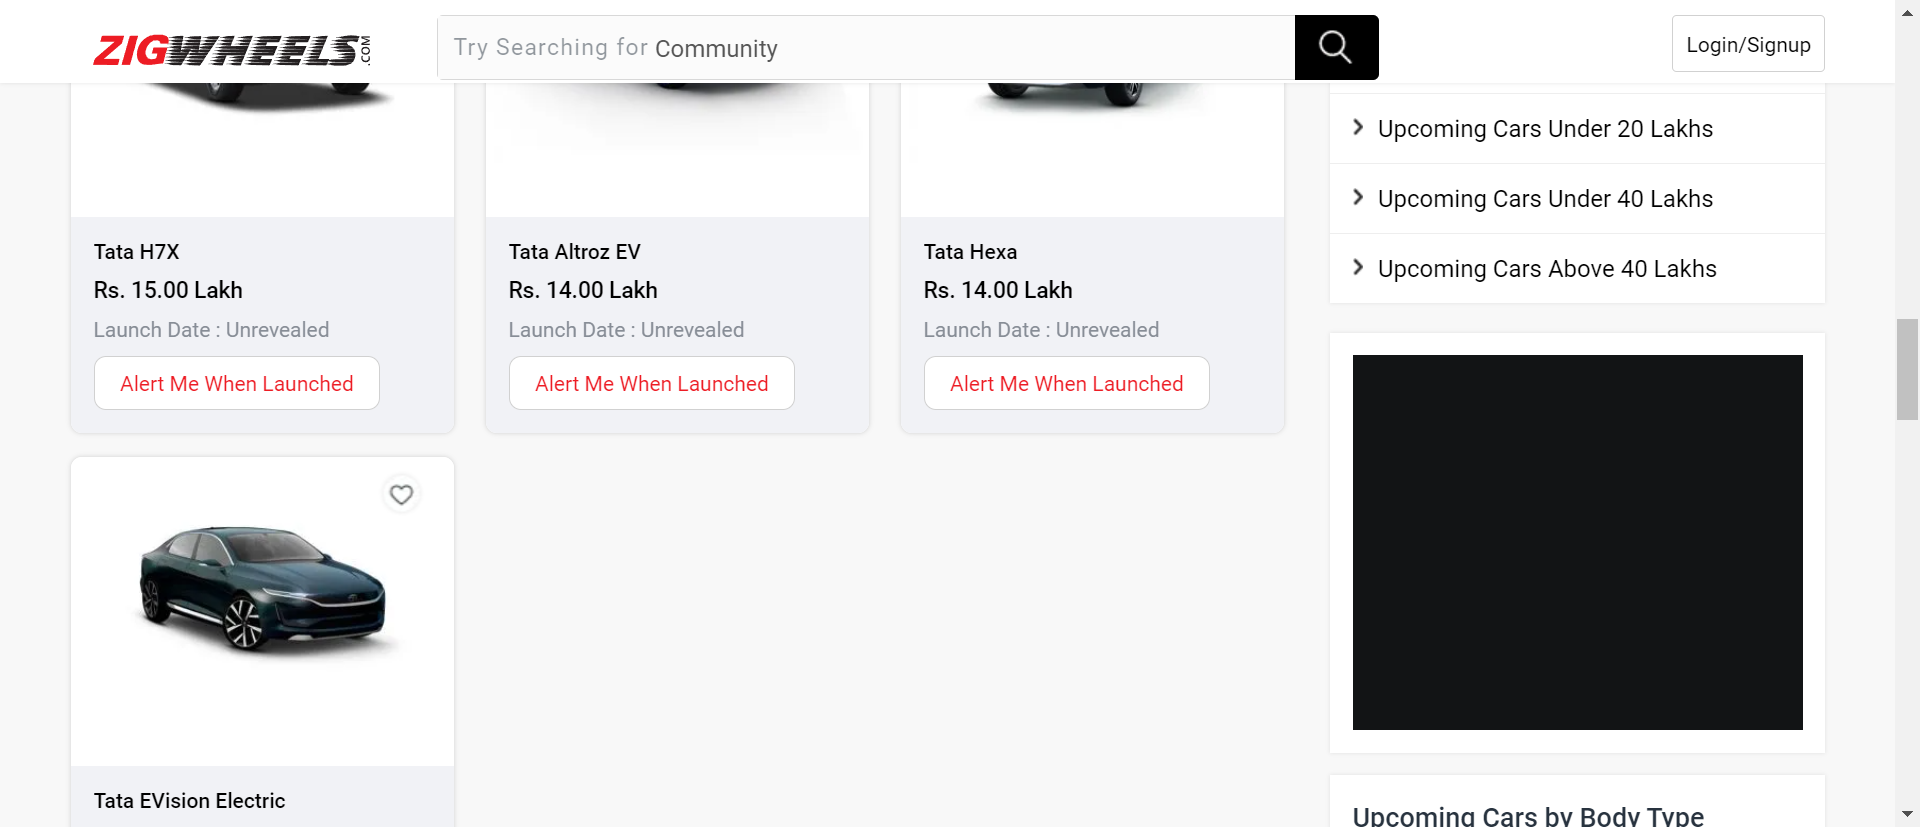 ZIGWHEELS.COM
Try Searching for Community
Login/Signup
Upcoming Cars Under 20 Lakhs
Upcoming Cars Under 40 Lakhs
Upcoming Cars Above 40 Lakhs
Tata H7X
Rs. 15.00 Lakh
Launch Date : Unrevealed
Alert Me When Launched
Tata Altroz EV
Rs. 14.00 Lakh
Launch Date : Unrevealed
Alert Me When Launched
Tata Hexa
Rs. 14.00 Lakh
Launch Date : Unrevealed
Alert Me When Launched
Tata EVision Electric
Upcoming Cars by Body Type